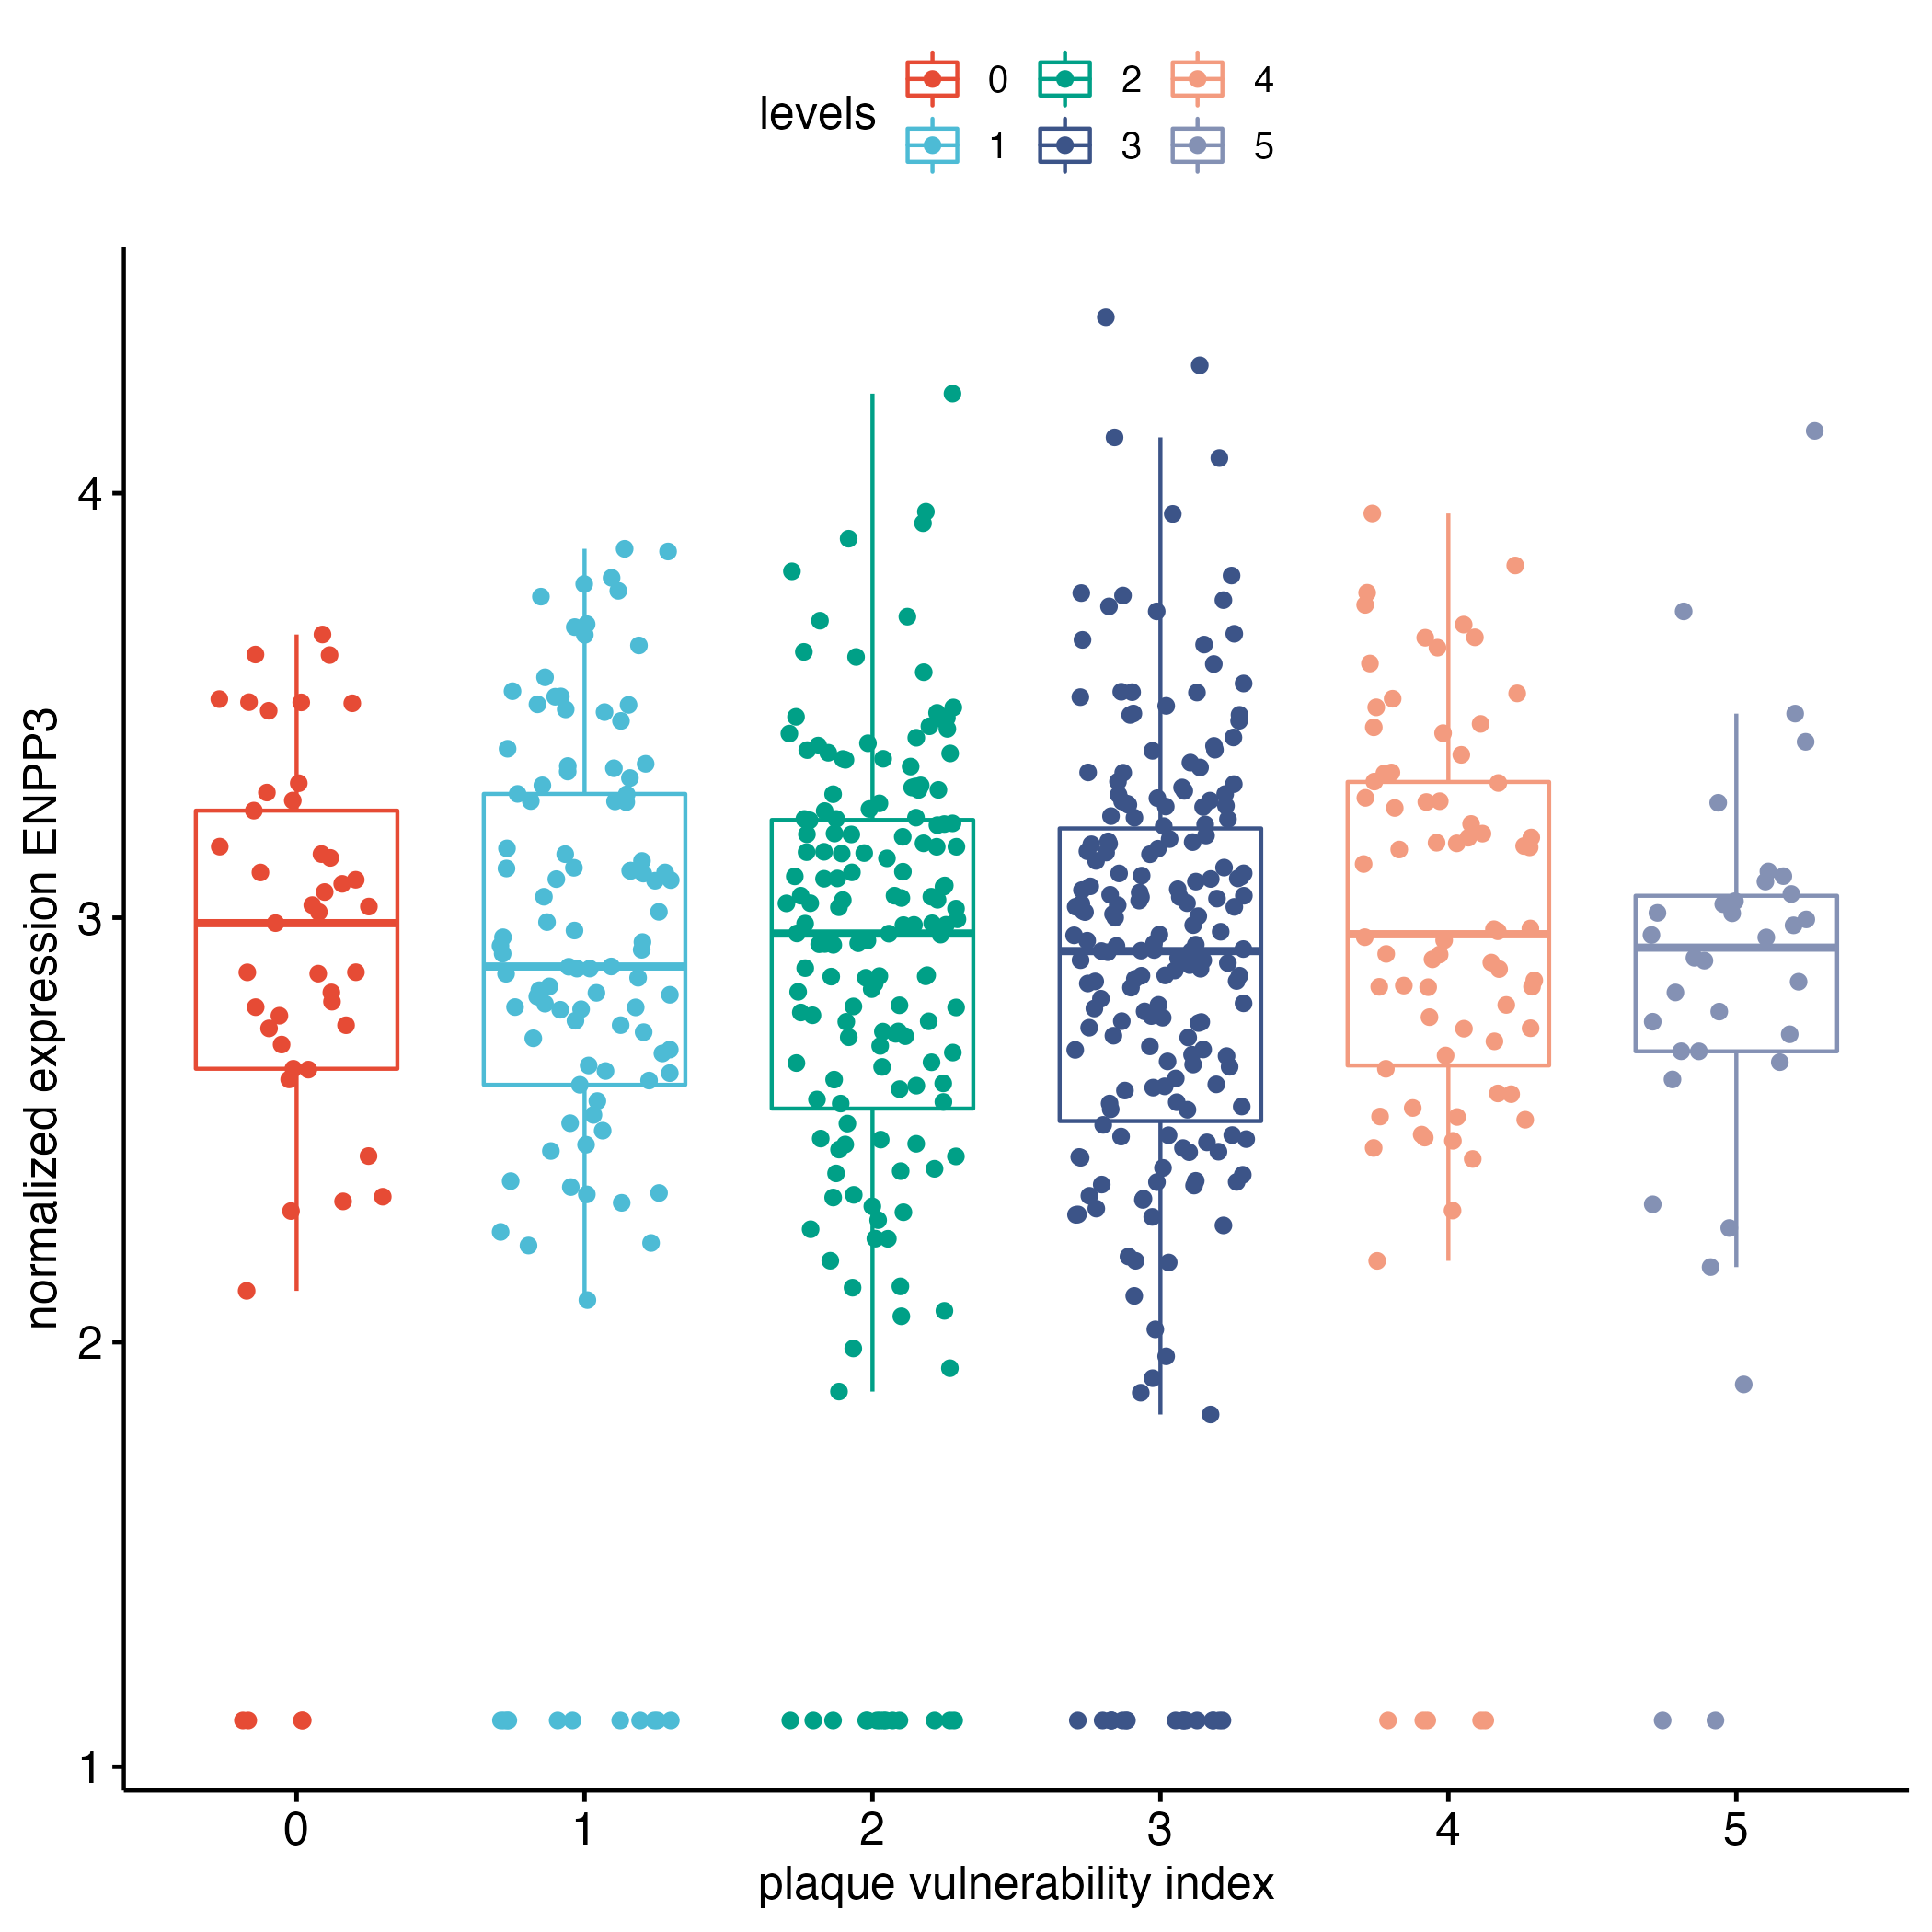 levels
0 2 4
1 3 5
normalized expression ENPP3
4
3
2
1
0 1 2 3 4 5
plaque vulnerability index